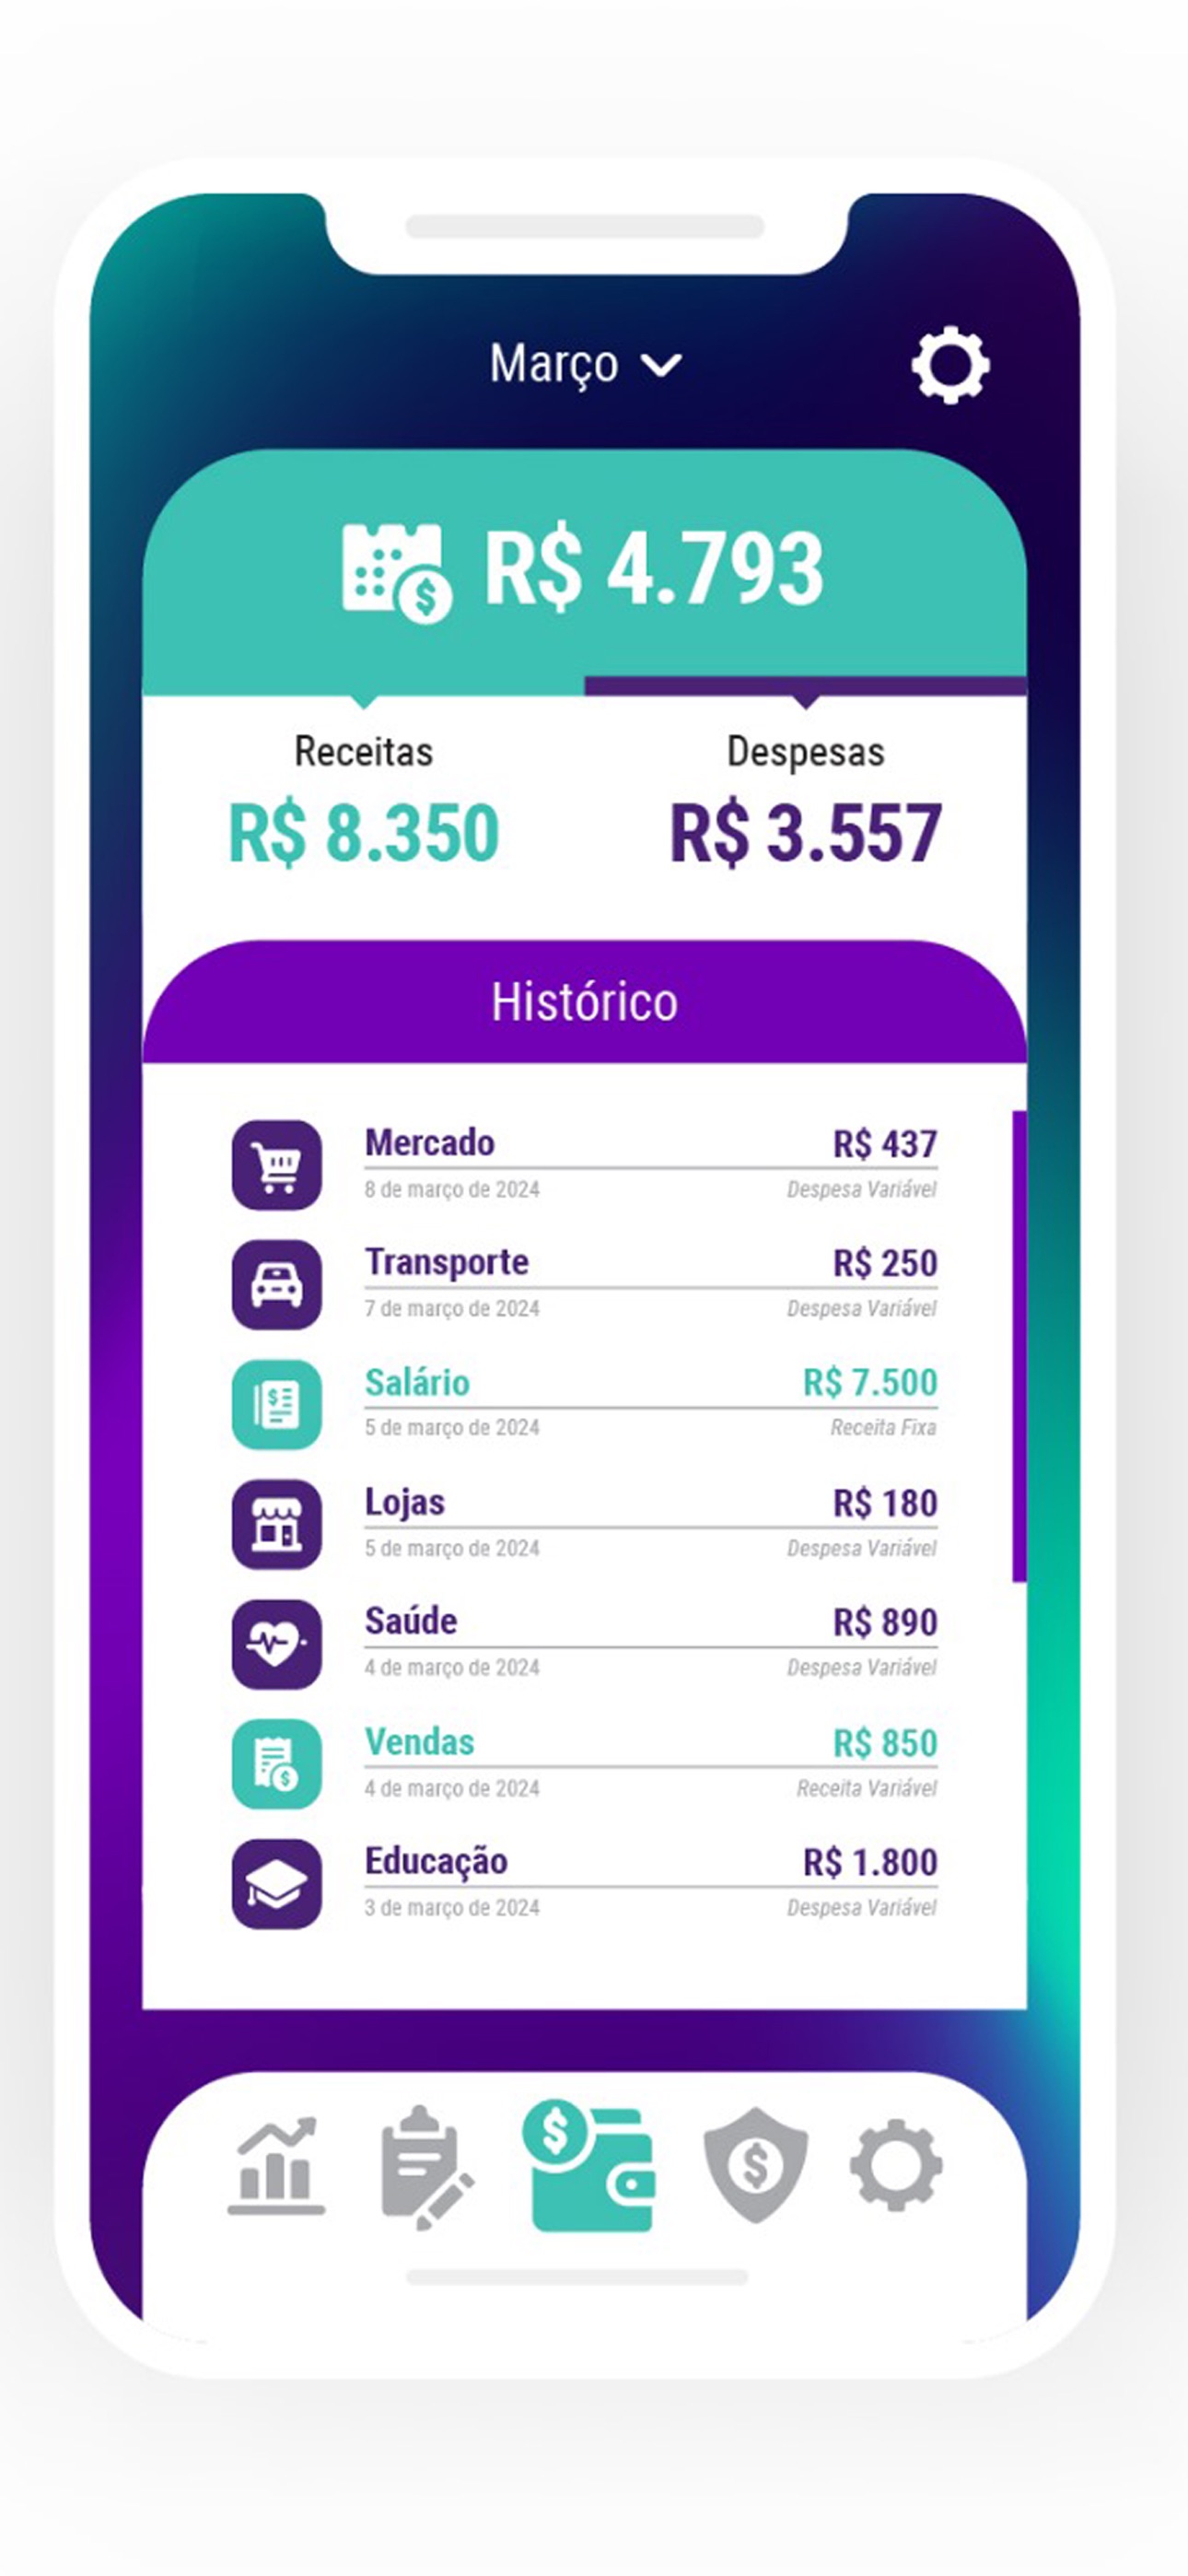 Março
R$ 4.793
Receitas Despesas
R$ 8.350 R$ 3.557
Histórico
Mercado R$ 437
8 de março de 2024 Despesa Variável
Transporte R$ 250
7 de março de 2024 Despesa Variável
Salário R$ 7.500
5 de março de 2024 Receita Fixa
Lojas R$ 180
5 de março de 2024 Despesa Variável
Saúde R$ 890
4 de março de 2024 Despesa Variável
Vendas R$ 850
4 de março de 2024 Receita Variável
Educação R$ 1.800
3 de março de 2024 Despesa Variável